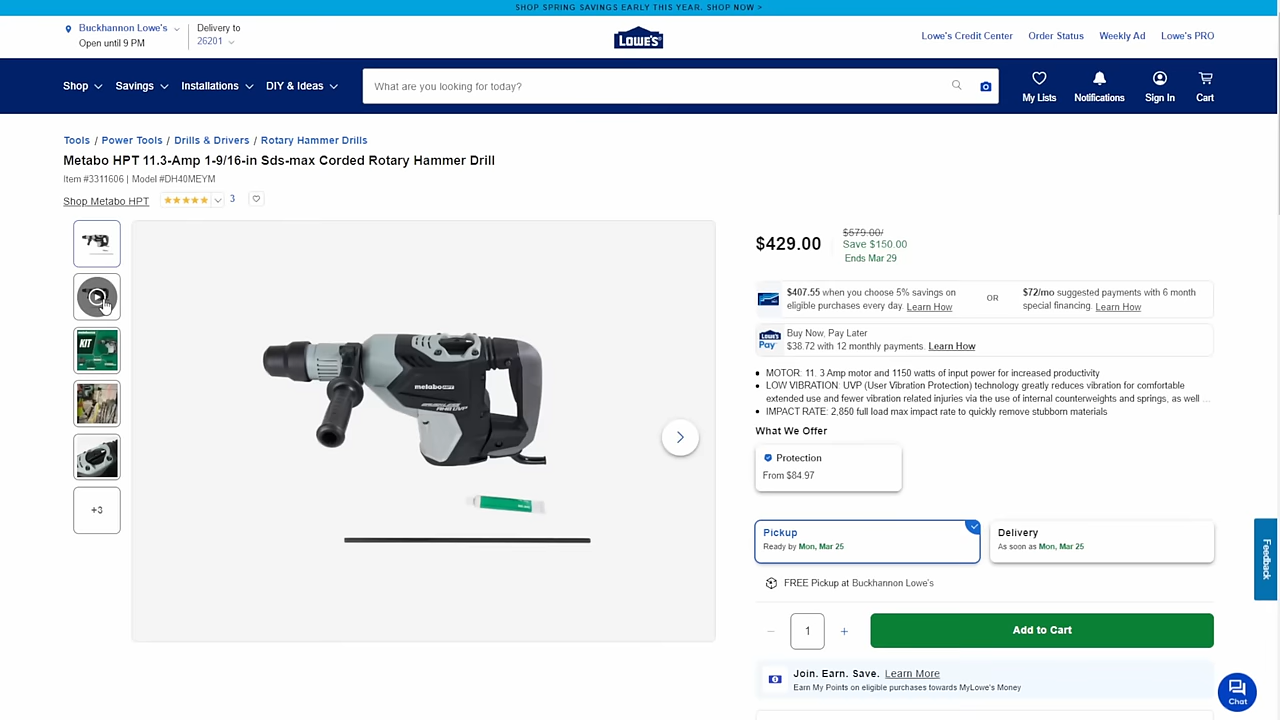 SHOP SPRING SAVINGS EARLY THIS YEAR. SHOP NOW >
Buckhannon Lowe's
Open until 9 PM
Delivery to
26201
LOWE'S
Lowe's Credit Center
Order Status
Weekly Ad
Lowe's PRO
Shop
Savings
Installations
DIY & Ideas
What are you looking for today?
My Lists
Notifications
Sign In
Cart
Tools / Power Tools / Drills & Drivers / Rotary Hammer Drills
Metabo HPT 11.3-Amp 1-9/16-in Sds-max Corded Rotary Hammer Drill
Item #3311606 | Model #DH40MEYM
Shop Metabo HPT
3
KIT
+3
metabo HPT
$429.00
$579.00/
Save $150.00
Ends Mar 29
$407.55 when you choose 5% savings on
eligible purchases every day. Learn How
OR
$72/mo suggested payments with 6 month
special financing. Learn How
Lowe's Pay
Buy Now, Pay Later
$38.72 with 12 monthly payments. Learn How
MOTOR: 11. 3 Amp motor and 1150 watts of input power for increased productivity
LOW VIBRATION: UVP (User Vibration Protection) technology greatly reduces vibration for comfortable
extended use and fewer vibration related injuries via the use of internal counterweights and springs, as well ...
IMPACT RATE: 2,850 full load max impact rate to quickly remove stubborn materials
What We Offer
Protection
From $84.97
Pickup
Ready by Mon, Mar 25
Delivery
As soon as Mon, Mar 25
FREE Pickup at Buckhannon Lowe's
− 1 +
Add to Cart
Join. Earn. Save. Learn More
Earn My Points on eligible purchases towards MyLowe's Money
Feedback
Chat